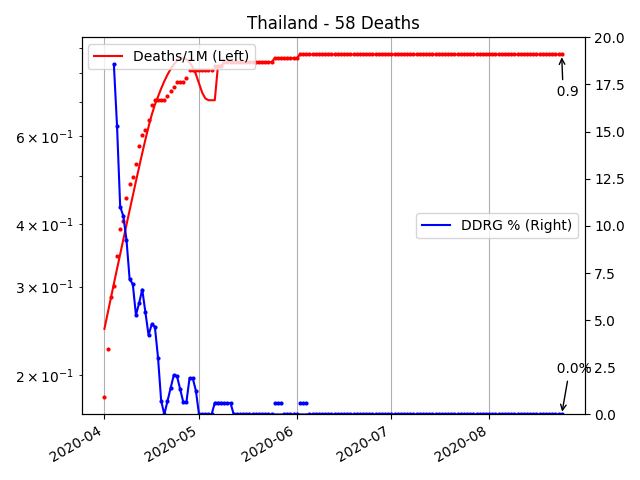 Thailand - 58 Deaths
Deaths/1M (Left)
DDRG % (Right)
0.9
0.0%
6 × 10⁻¹
4 × 10⁻¹
3 × 10⁻¹
2 × 10⁻¹
20.0
17.5
15.0
12.5
10.0
7.5
5.0
2.5
0.0
2020-04
2020-05
2020-06
2020-07
2020-08